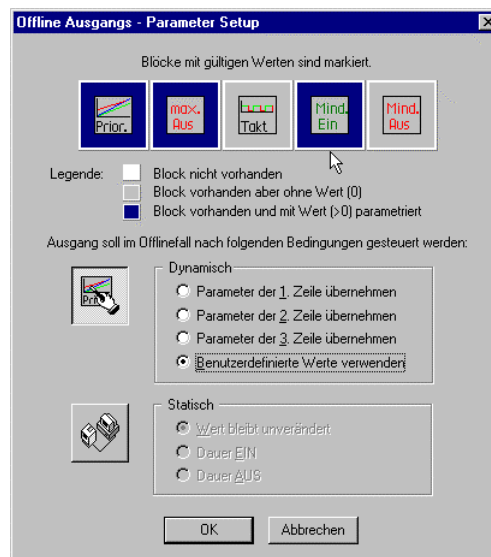 Offline Ausgangs - Parameter Setup
Blöcke mit gültigen Werten sind markiert.
Prior.
max. Aus
Takt
Mind. Ein
Mind. Aus
Legende:
Block nicht vorhanden
Block vorhanden aber ohne Wert (0)
Block vorhanden und mit Wert (>0) parametriert
Ausgang soll im Offlinefall nach folgenden Bedingungen gesteuert werden:
Dynamisch
Parameter der 1. Zeile übernehmen
Parameter der 2. Zeile übernehmen
Parameter der 3. Zeile übernehmen
Benutzerdefinierte Werte verwenden
Statisch
Wert bleibt unverändert
Dauer EIN
Dauer AUS
OK
Abbrechen